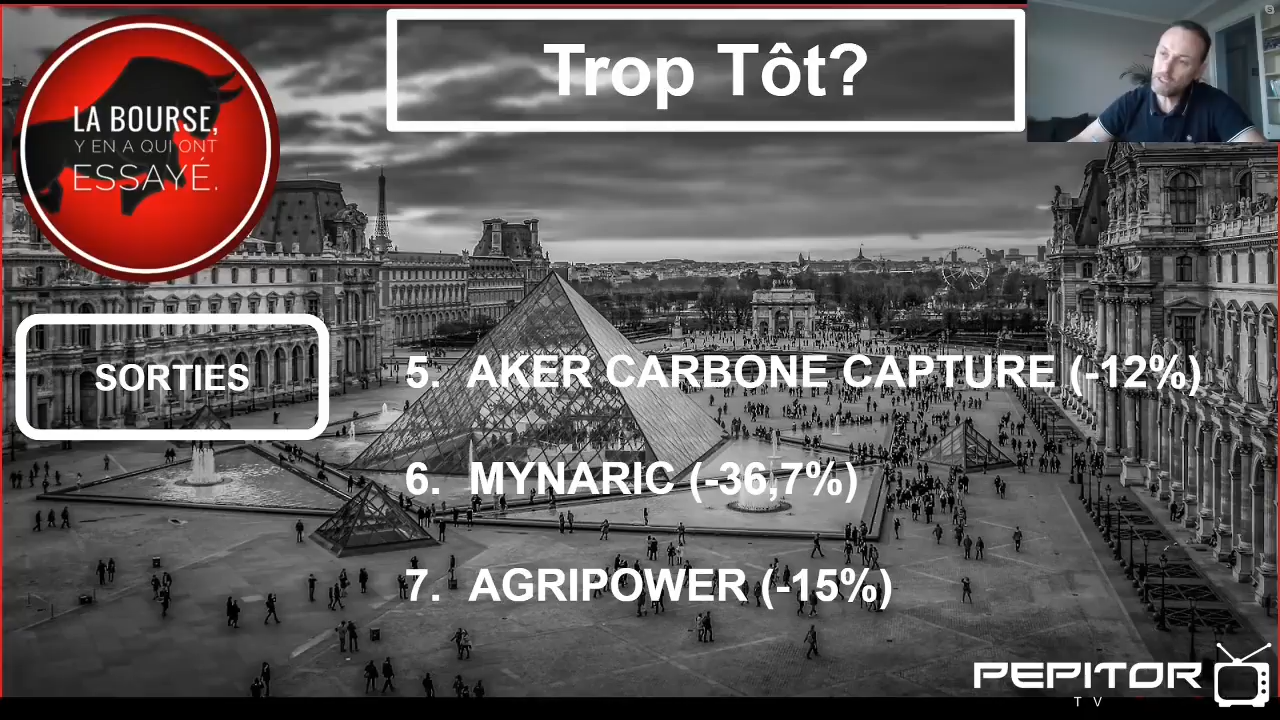 Trop Tôt?
LA BOURSE,
Y EN A QUI ONT
ESSAYÉ.
SORTIES
5. AKER CARBONE CAPTURE (-12%)
6. MYNARIC (-36,7%)
7. AGRIPOWER (-15%)
PEPITOR
TV